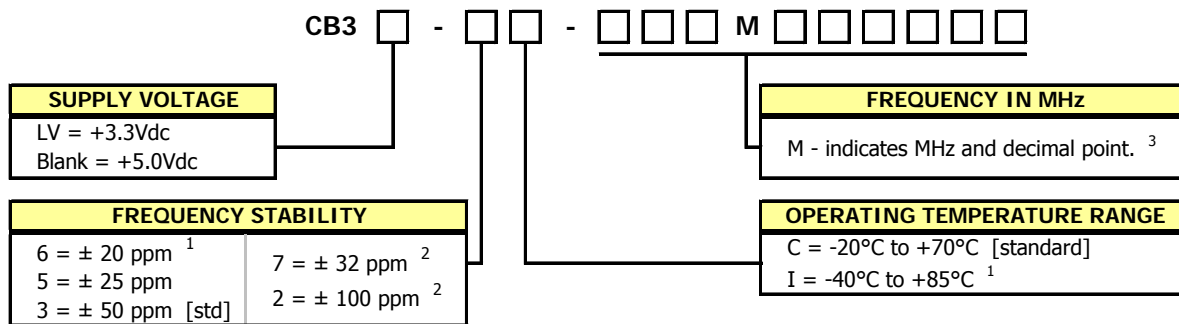 CB3 - - M
SUPPLY VOLTAGE
LV = +3.3Vdc
Blank = +5.0Vdc
FREQUENCY IN MHz
M - indicates MHz and decimal point. 3
FREQUENCY STABILITY
6 = ± 20 ppm 1
5 = ± 25 ppm
3 = ± 50 ppm [std]
7 = ± 32 ppm 2
2 = ± 100 ppm 2
OPERATING TEMPERATURE RANGE
C = -20°C to +70°C [standard]
I = -40°C to +85°C 1